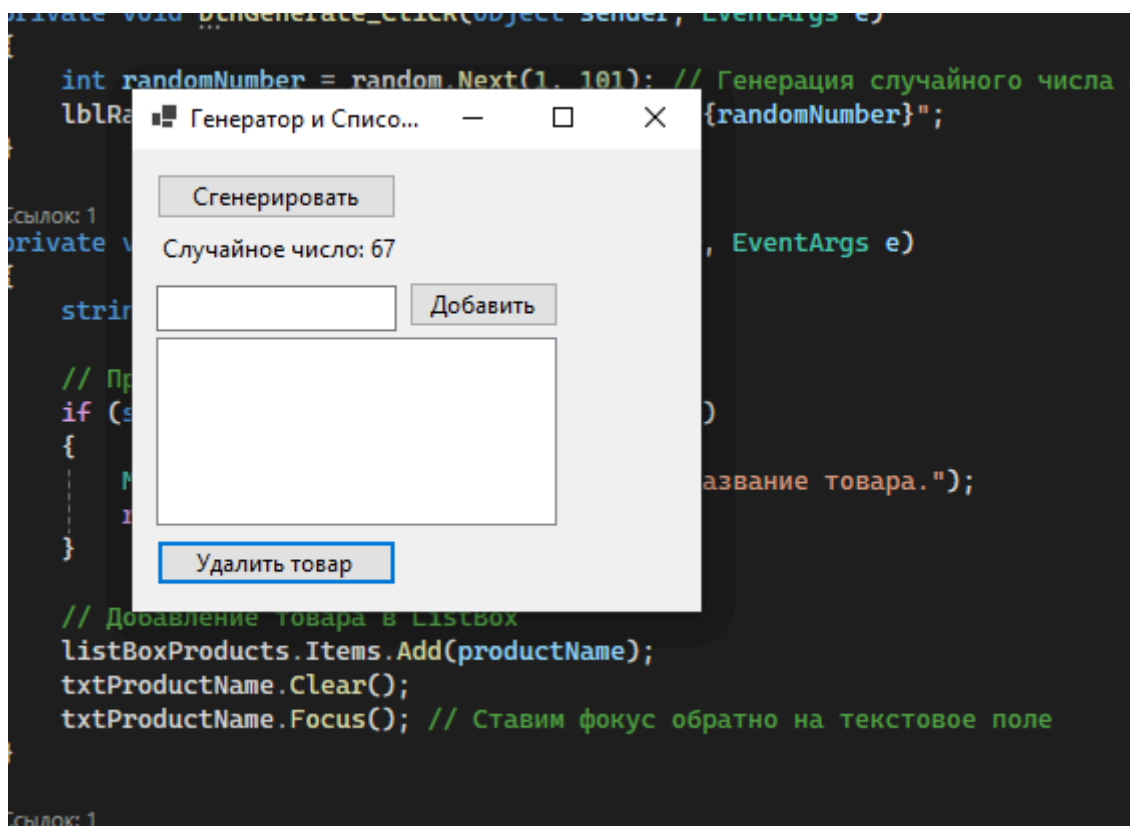 private void btnGenerate_Click(object sender, EventArgs e)
{
int randomNumber = random.Next(1, 101); // Генерация случайного числа
lblRa
{randomNumber}";
}
Генератор и Списо...
Сгенерировать
Случайное число: 67
Добавить
Удалить товар
Ссылок: 1
private v
, EventArgs e)
{
strin
// Пр
if (s
)
{
M
азвание товара.");
r
}
// Добавление товара в ListBox
listBoxProducts.Items.Add(productName);
txtProductName.Clear();
txtProductName.Focus(); // Ставим фокус обратно на текстовое поле
}
Ссылок: 1